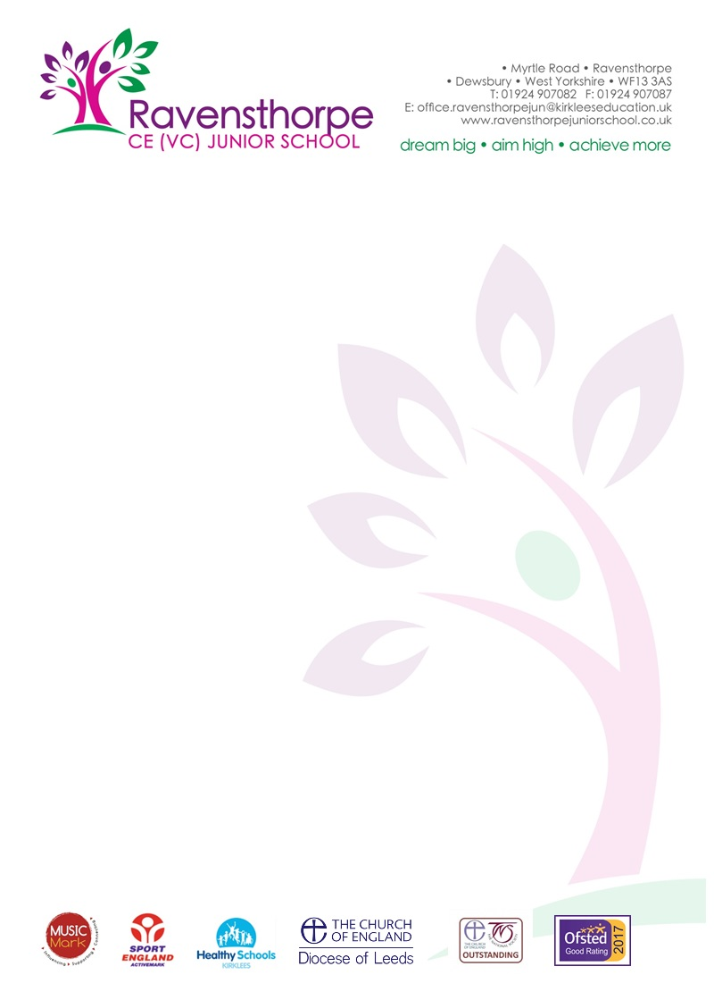 • Myrtle Road • Ravensthorpe
• Dewsbury • West Yorkshire • WF13 3AS
T: 01924 907082 F: 01924 907087
E: office.ravensthorpejun@kirkleeseducation.uk
www.ravensthorpejuniorschool.co.uk
Ravensthorpe
CE (VC) JUNIOR SCHOOL
dream big • aim high • achieve more
MUSIC
Mark
Influencing • Supporting • Connecting
SPORT
ENGLAND
ACTIVEMARK
Healthy Schools
KIRKLEES
THE CHURCH
OF ENGLAND
Diocese of Leeds
THE CHURCH
OF ENGLAND
THE NATIONAL SOCIETY
OUTSTANDING
Ofsted
Good Rating
2017